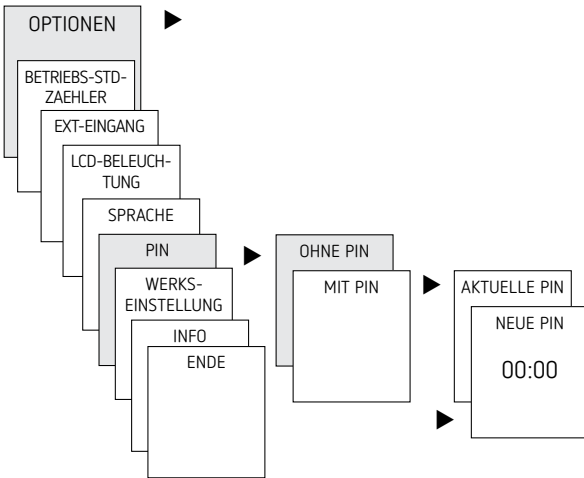 OPTIONEN
BETRIEBS-STD-
ZAEHLER
EXT-EINGANG
LCD-BELEUCH-
TUNG
SPRACHE
PIN
WERKS-
EINSTELLUNG
INFO
ENDE
OHNE PIN
MIT PIN
AKTUELLE PIN
NEUE PIN
00:00